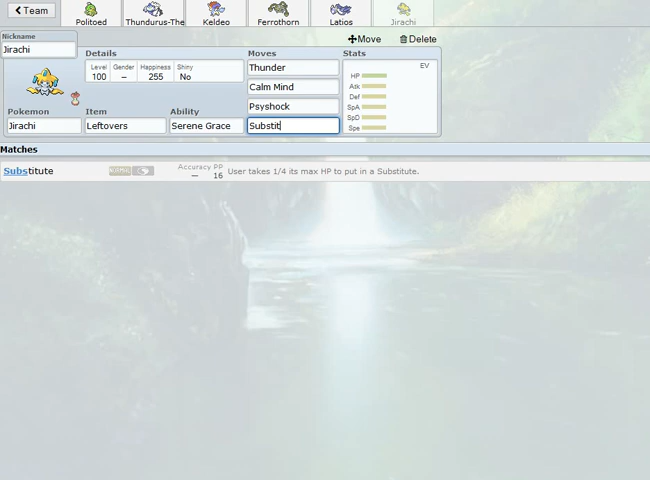 Team
Politoed
Thundurus-The
Keldeo
Ferrothorn
Latios
Jirachi
Move
Delete
Nickname
Jirachi
Details
Level
100
Gender
–
Happiness
255
Shiny
No
Moves
Thunder
Calm Mind
Psyshock
Substit
Stats
EV
HP
Atk
Def
SpA
SpD
Spe
Pokemon
Jirachi
Item
Leftovers
Ability
Serene Grace
Matches
Substitute
NORMAL
Accuracy
—
PP
16
User takes 1/4 its max HP to put in a Substitute.